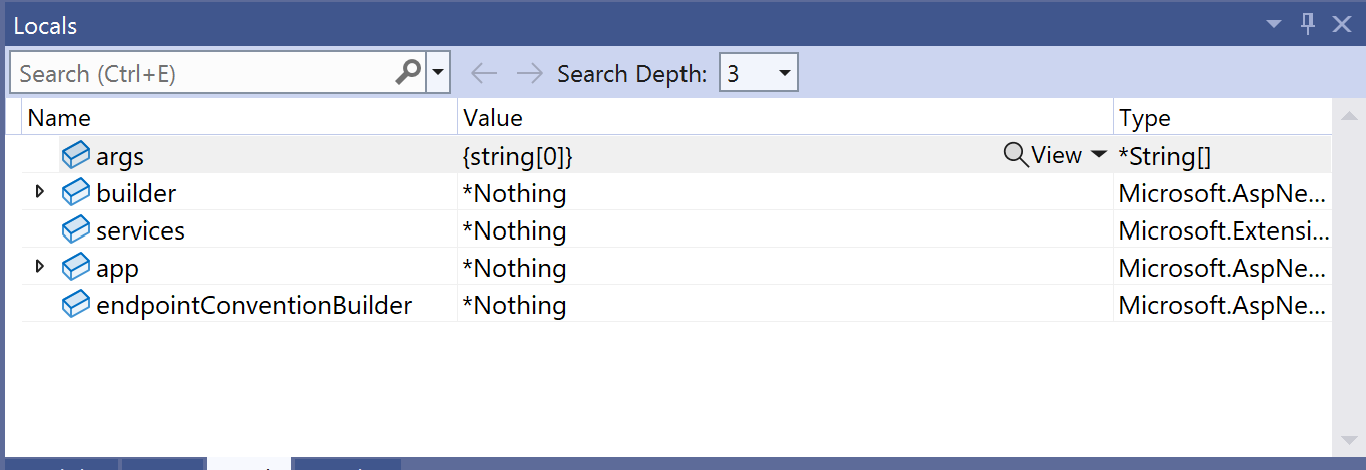 Locals
Search (Ctrl+E) Search Depth: 3
Name Value Type
args {string[0]} View *String[]
builder *Nothing Microsoft.AspNe...
services *Nothing Microsoft.Extensi...
app *Nothing Microsoft.AspNe...
endpointConventionBuilder *Nothing Microsoft.AspNe...